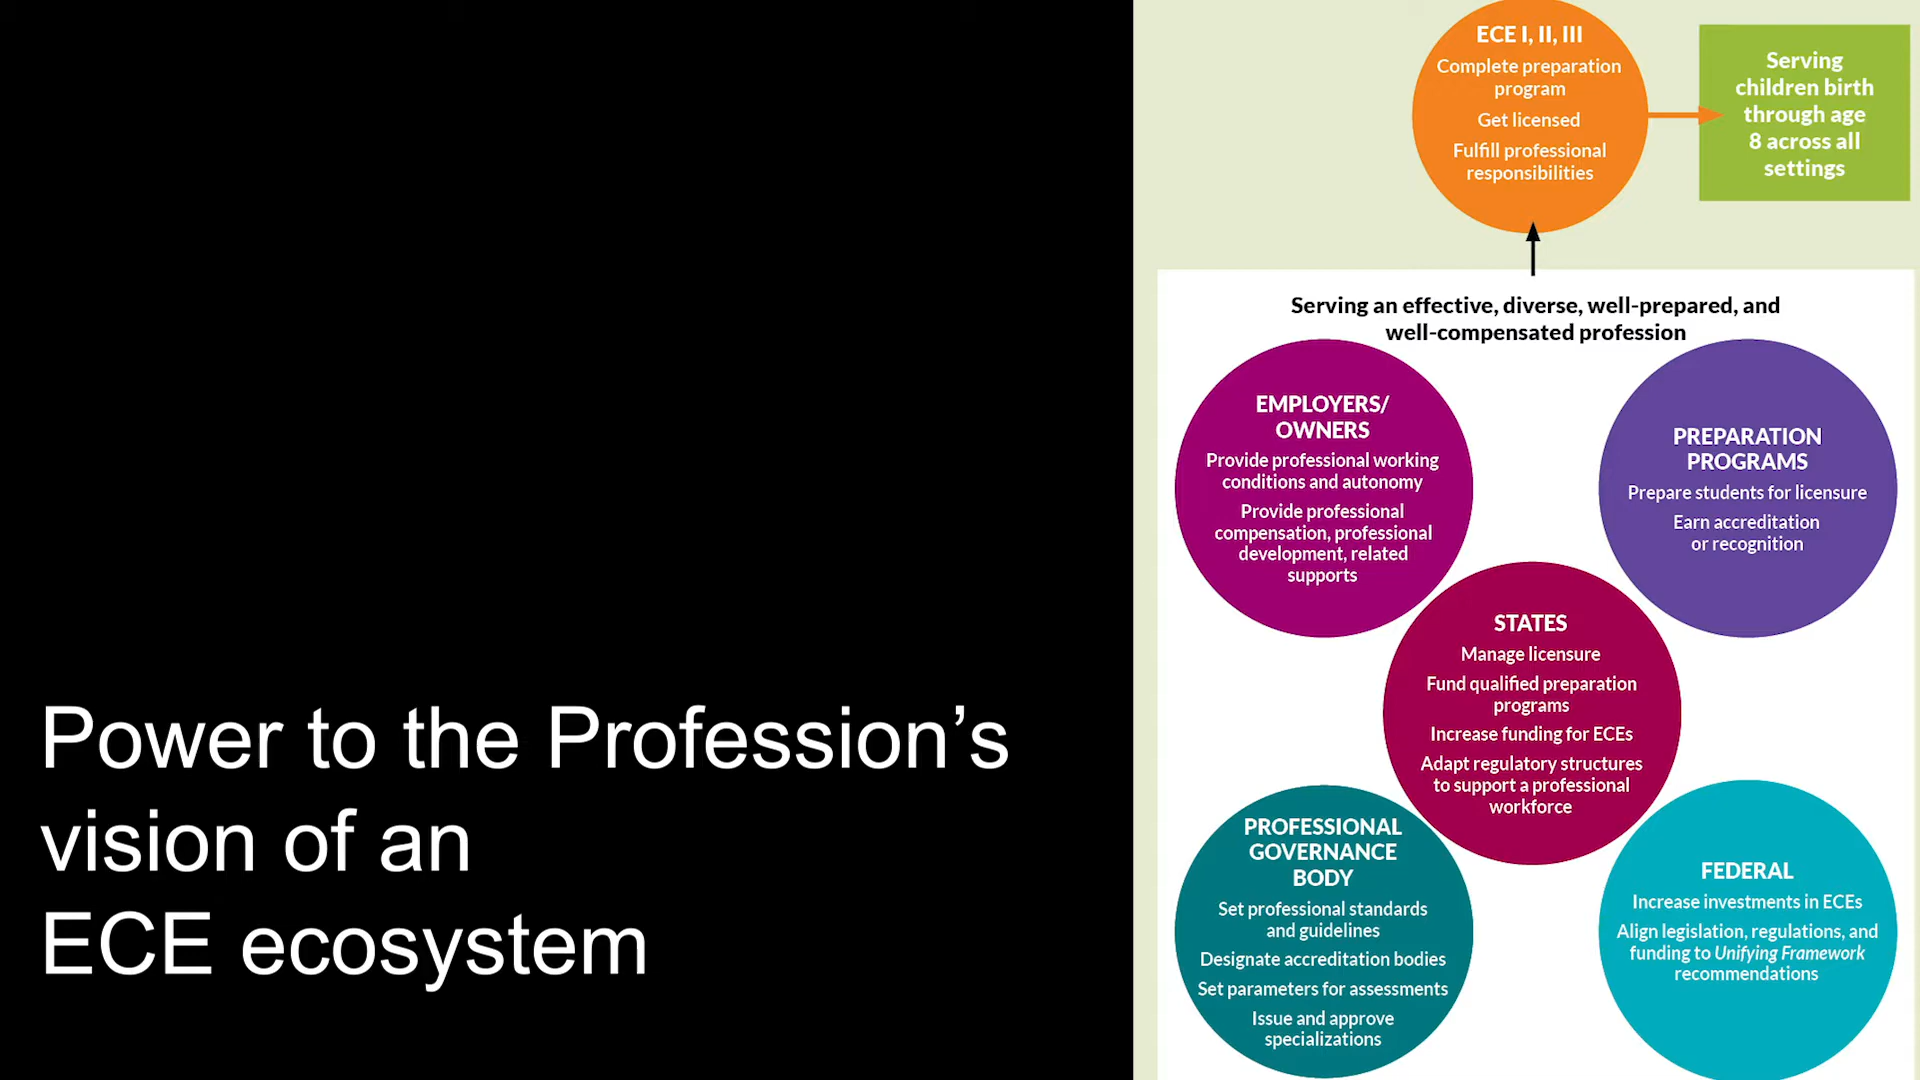 Power to the Profession’s
vision of an
ECE ecosystem
ECE I, II, III
Complete preparation
program
Get licensed
Fulfill professional
responsibilities
Serving
children birth
through age
8 across all
settings
Serving an effective, diverse, well-prepared, and
well-compensated profession
EMPLOYERS/
OWNERS
Provide professional working
conditions and autonomy
Provide professional
compensation, professional
development, related
supports
PREPARATION
PROGRAMS
Prepare students for licensure
Earn accreditation
or recognition
STATES
Manage licensure
Fund qualified preparation
programs
Increase funding for ECEs
Adapt regulatory structures
to support a professional
workforce
PROFESSIONAL
GOVERNANCE
BODY
Set professional standards
and guidelines
Designate accreditation bodies
Set parameters for assessments
Issue and approve
specializations
FEDERAL
Increase investments in ECEs
Align legislation, regulations, and
funding to Unifying Framework
recommendations